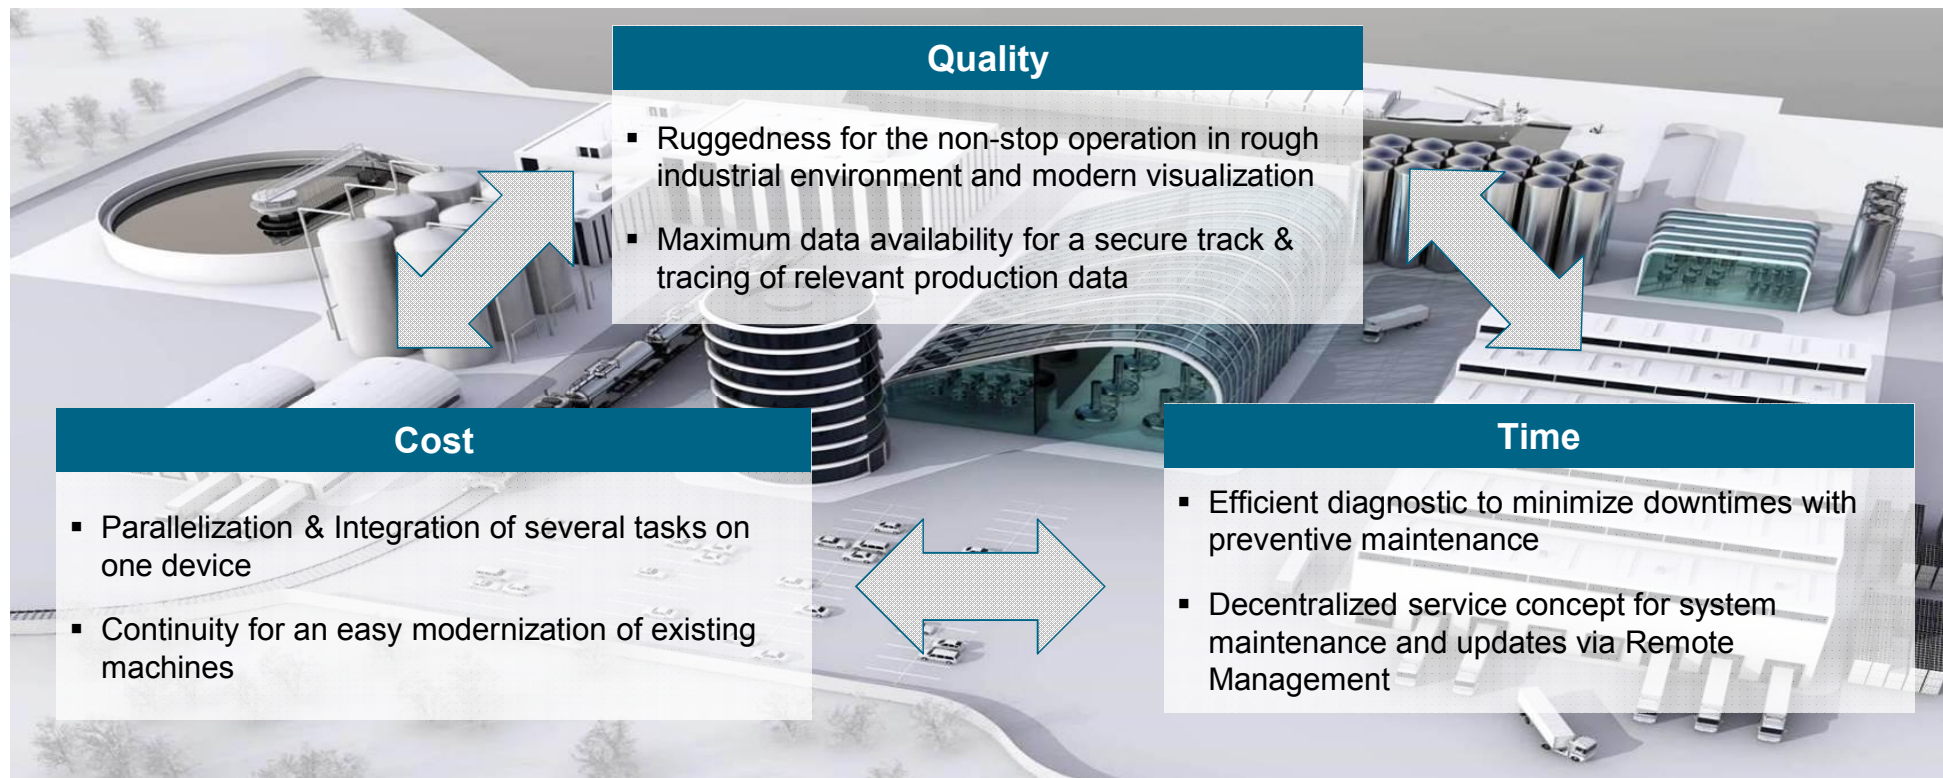 Quality
▪ Ruggedness for the non-stop operation in rough
industrial environment and modern visualization
▪ Maximum data availability for a secure track &
tracing of relevant production data
Cost
▪ Parallelization & Integration of several tasks on
one device
▪ Continuity for an easy modernization of existing
machines
Time
▪ Efficient diagnostic to minimize downtimes with
preventive maintenance
▪ Decentralized service concept for system
maintenance and updates via Remote
Management